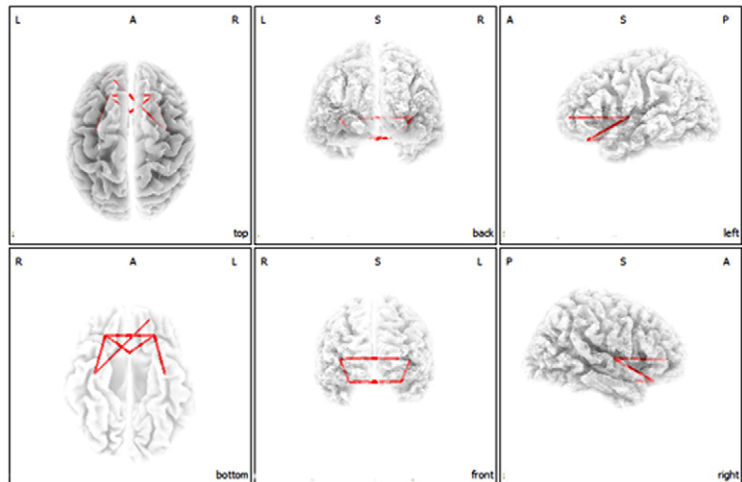 L A R
top
L S R
back
A S P
left
R A L
bottom
R S L
front
P S A
right